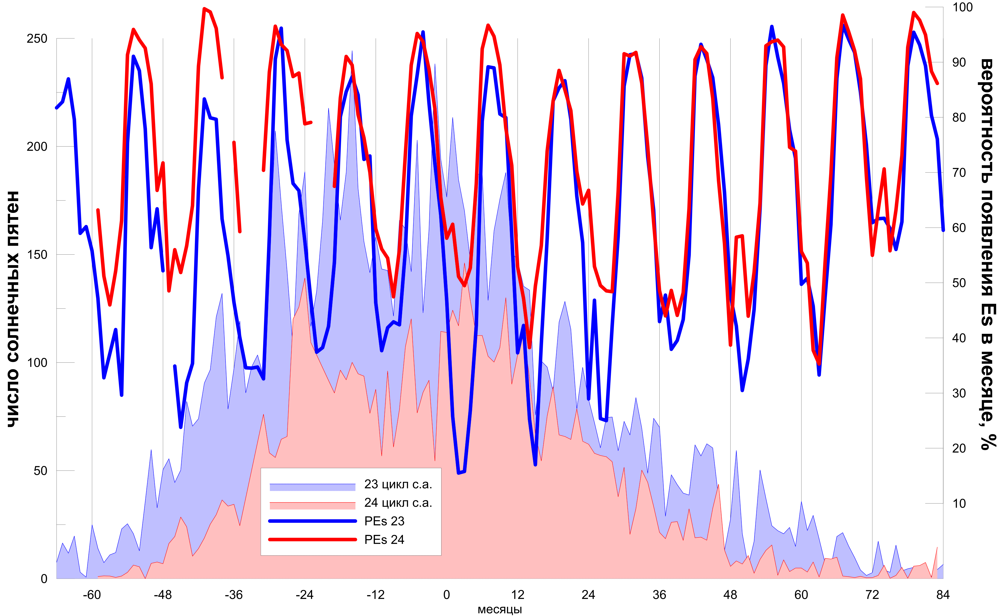 число солнечных пятен
250
200
150
100
50
0
100
90
80
70
60
50
40
30
20
10
вероятность появления Es в месяце, %
23 цикл с.а.
24 цикл с.а.
PEs 23
PEs 24
-60 -48 -36 -24 -12 0 12 24 36 48 60 72 84
месяцы